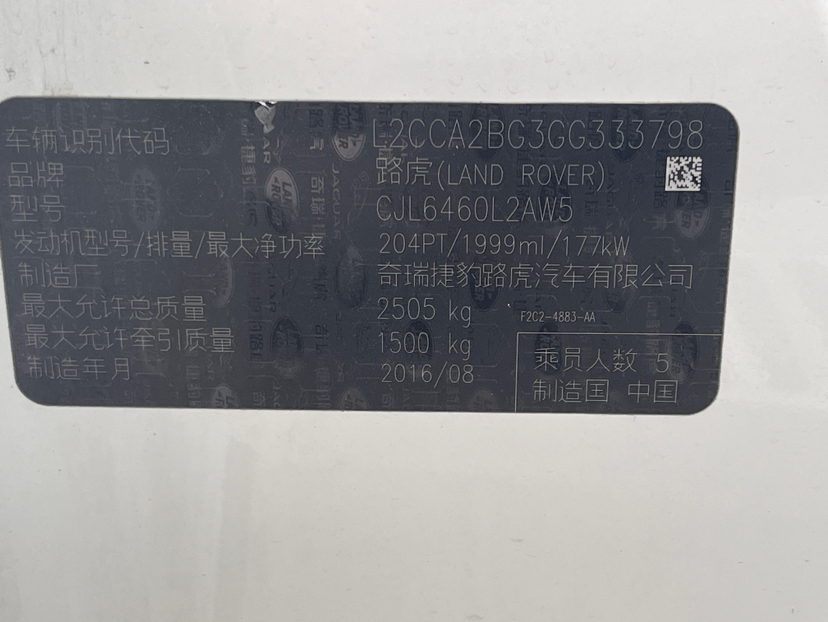 车辆识别代码 L2CCA2BG3GG333798
品牌 路虎(LAND ROVER)
型号 CJL6460L2AW5
发动机型号/排量/最大净功率 204PT/1999ml/177kW
制造厂 奇瑞捷豹路虎汽车有限公司
最大允许总质量 2505 kg
F2C2-4883-AA
最大允许牵引质量 1500 kg
制造年月 2016/08
乘员人数 5
制造国 中国